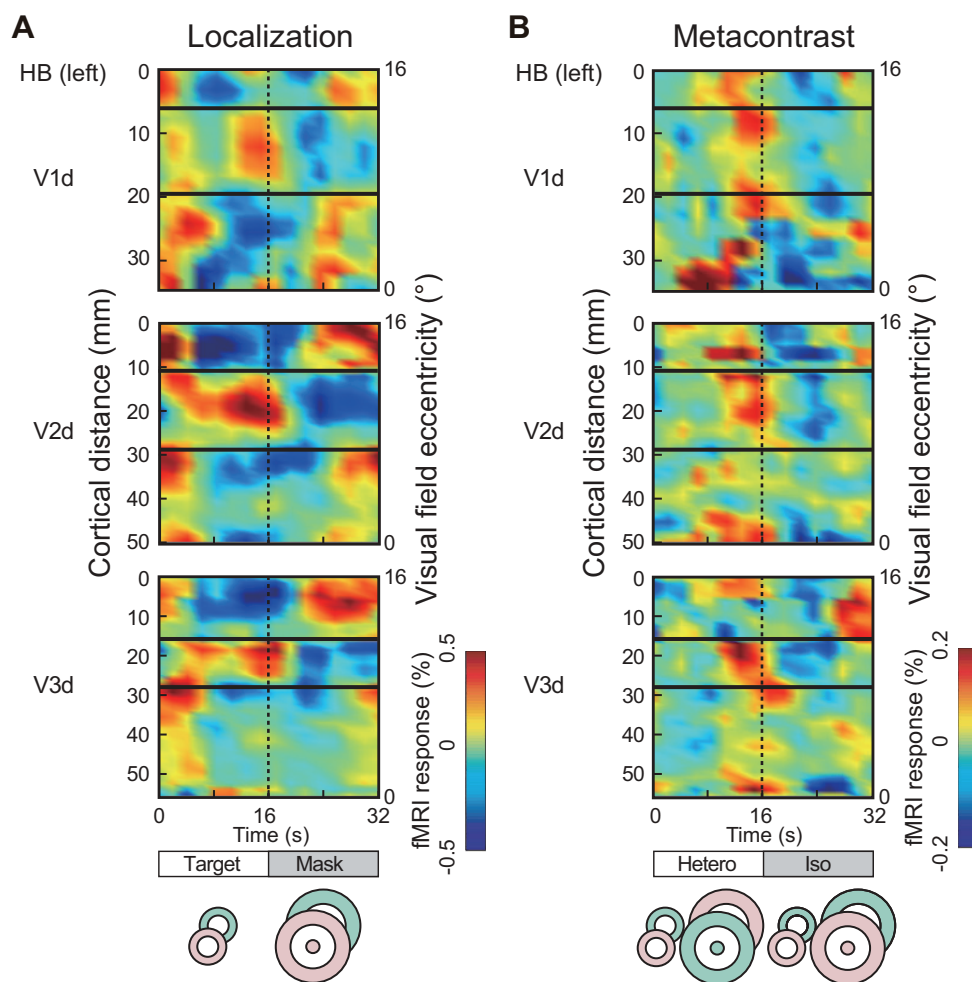 A
Localization
HB (left)
V1d
V2d
V3d
Cortical distance (mm)
0
10
20
30
0
10
20
30
40
50
0
10
20
30
40
50
16
0
16
0
16
0
Visual field eccentricity (°)
0
16
32
Time (s)
Target
Mask
fMRI response (%)
0.5
0
-0.5
B
Metacontrast
HB (left)
V1d
V2d
V3d
Cortical distance (mm)
0
10
20
30
0
10
20
30
40
50
0
10
20
30
40
50
16
0
16
0
16
0
Visual field eccentricity (°)
0
16
32
Time (s)
Hetero
Iso
fMRI response (%)
0.2
0
-0.2